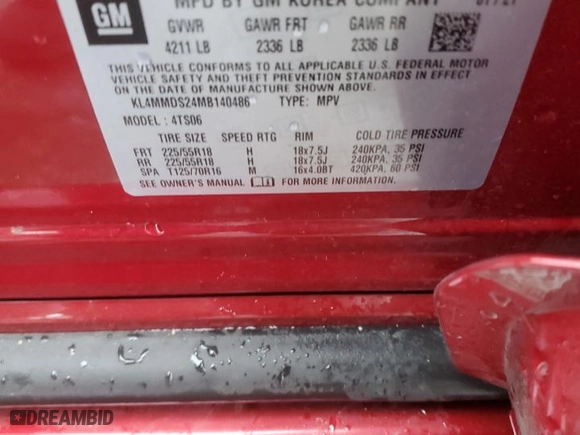 GM
MFD BY GM KOREA COMPANY 01/21
GVWR GAWR FRT GAWR RR
4211 LB 2336 LB 2336 LB
THIS VEHICLE CONFORMS TO ALL APPLICABLE U.S. FEDERAL MOTOR
VEHICLE SAFETY AND THEFT PREVENTION STANDARDS IN EFFECT
ON THE DATE OF MANUFACTURE SHOWN ABOVE.
KL4MMDS24MB140486 TYPE: MPV
MODEL: 4TS06
TIRE SIZE SPEED RTG RIM COLD TIRE PRESSURE
FRT 225/55R18 H 18x7.5J 240KPA, 35 PSI
RR 225/55R18 H 18x7.5J 240KPA, 35 PSI
SPA T125/70R16 M 16x4.0BT 420KPA, 60 PSI
SEE OWNER'S MANUAL FOR MORE INFORMATION.
DREAMBID